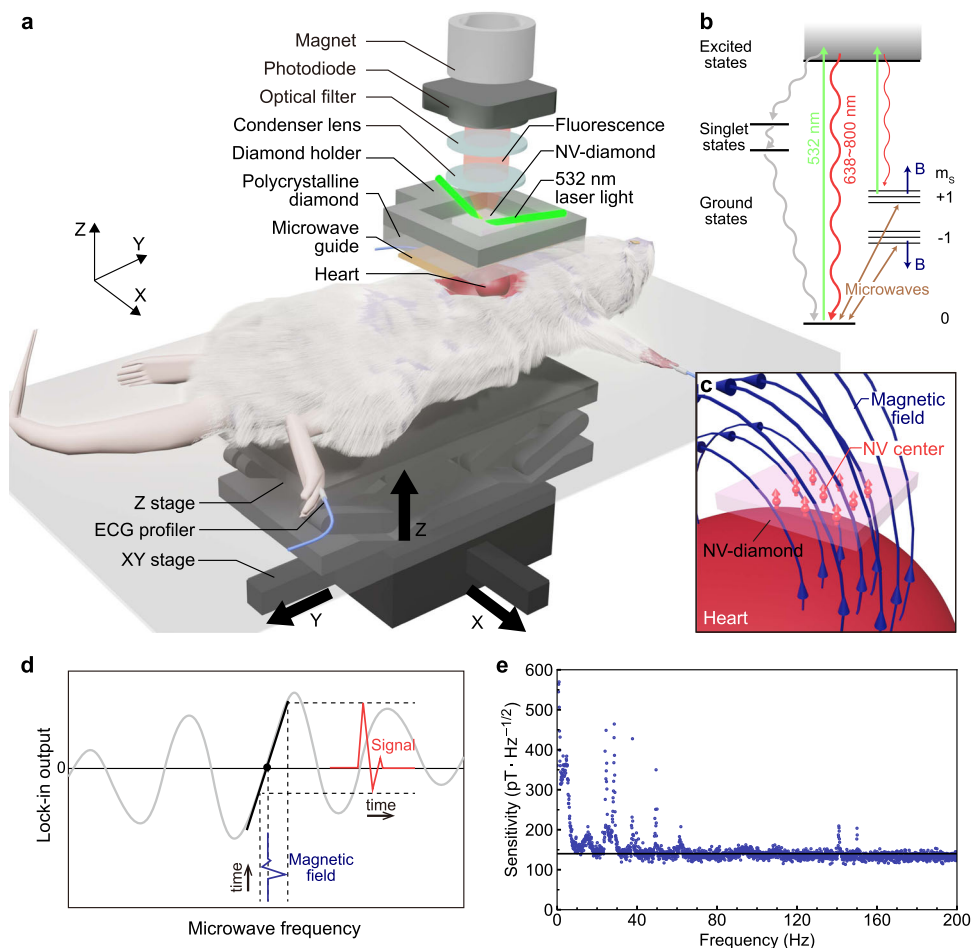 a
Magnet
Photodiode
Optical filter
Condenser lens
Diamond holder
Polycrystalline
diamond
Microwave
guide
Heart
Fluorescence
NV-diamond
532 nm
laser light
Z
Y
X
Z stage
ECG profiler
XY stage
Z
Y
X
b
Excited
states
Singlet
states
Ground
states
532 nm
638~800 nm
B
mS
+1
-1
B
Microwaves
0
c
Magnetic
field
NV center
NV-diamond
Heart
d
Lock-in output
0
Signal
time
time
Magnetic
field
Microwave frequency
e
Sensitivity (pT · Hz−1/2)
600
500
400
300
200
100
0
0 40 80 120 160 200
Frequency (Hz)